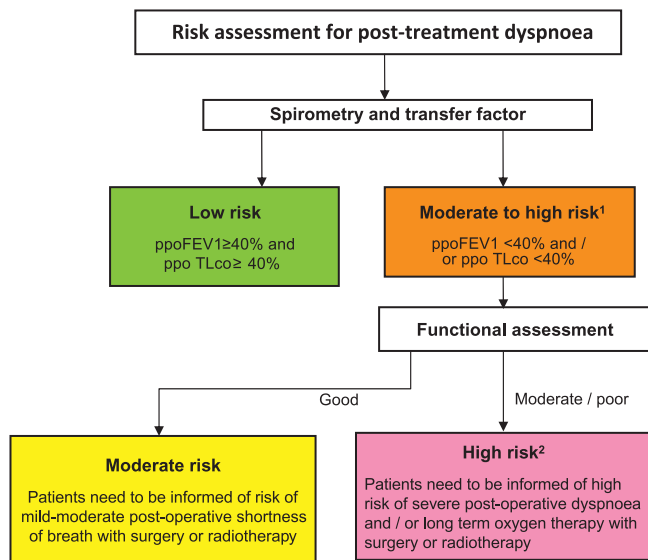 Risk assessment for post-treatment dyspnoea
Spirometry and transfer factor
Low risk
ppoFEV1≥40% and
ppo TLco≥ 40%
Moderate to high risk¹
ppoFEV1 <40% and /
or ppo TLco <40%
Functional assessment
Good
Moderate / poor
Moderate risk
Patients need to be informed of risk of
mild-moderate post-operative shortness
of breath with surgery or radiotherapy
High risk²
Patients need to be informed of high
risk of severe post-operative dyspnoea
and / or long term oxygen therapy with
surgery or radiotherapy